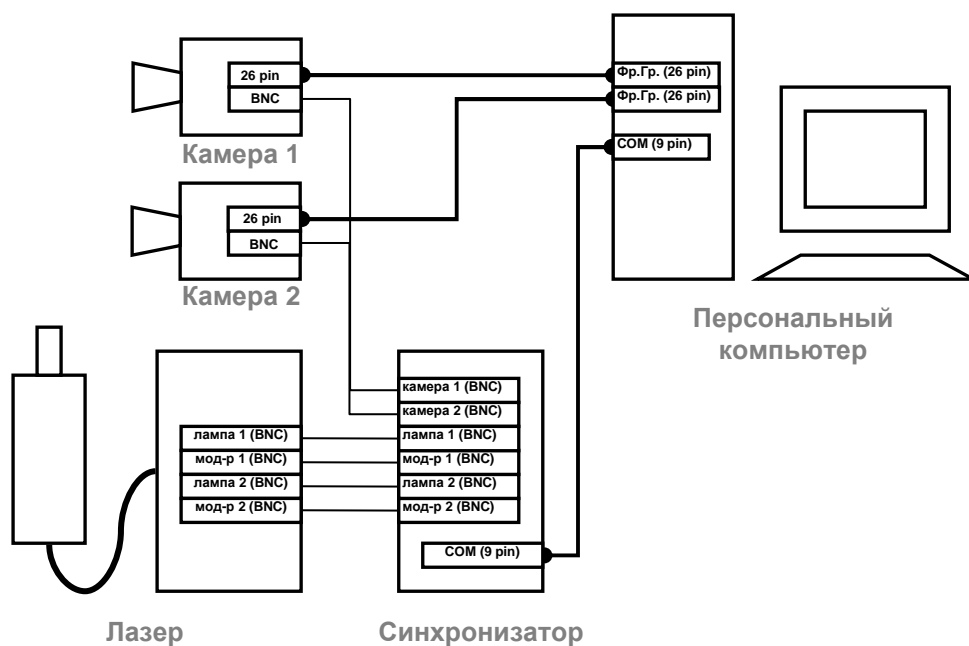 26 pin
BNC
Камера 1
26 pin
BNC
Камера 2
Фр.Гр. (26 pin)
Фр.Гр. (26 pin)
COM (9 pin)
Персональный
компьютер
лампа 1 (BNC)
мод-р 1 (BNC)
лампа 2 (BNC)
мод-р 2 (BNC)
Лазер
камера 1 (BNC)
камера 2 (BNC)
лампа 1 (BNC)
мод-р 1 (BNC)
лампа 2 (BNC)
мод-р 2 (BNC)
COM (9 pin)
Синхронизатор